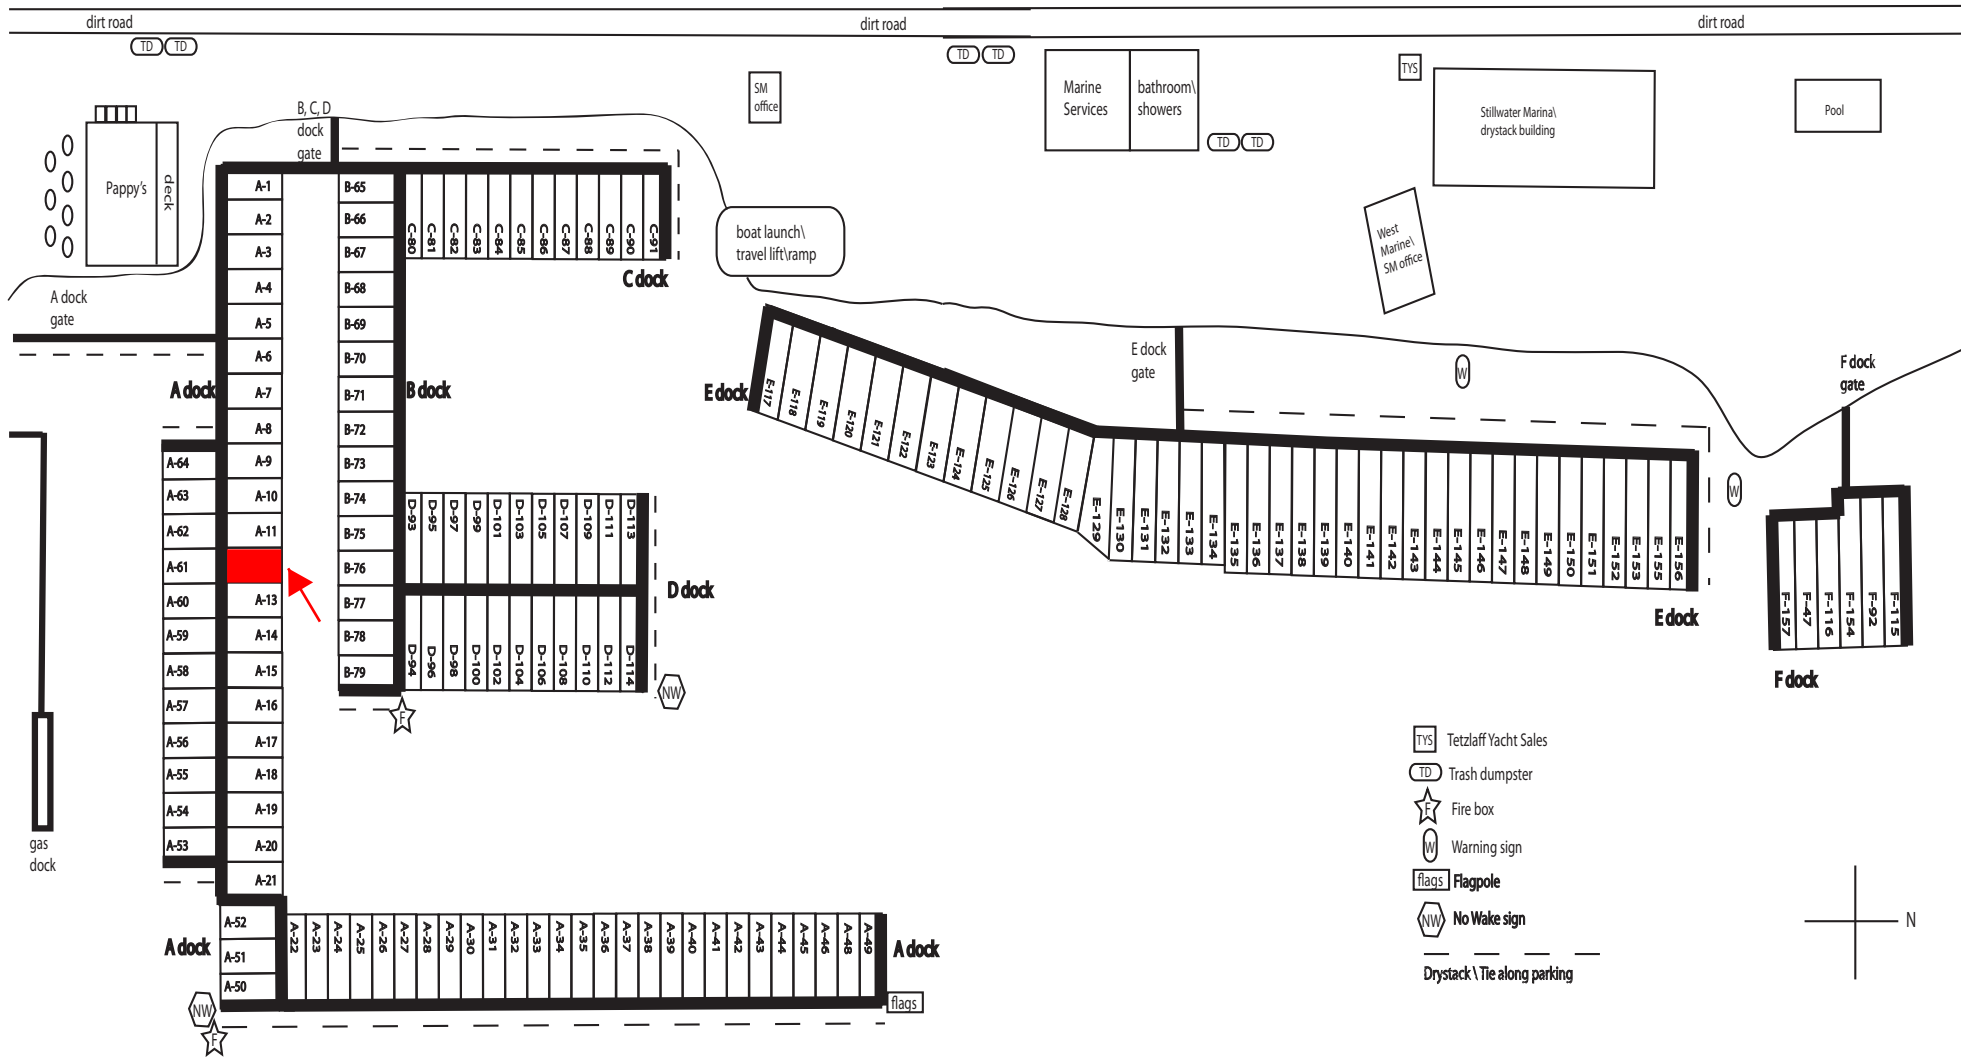 dirt road
dirt road
dirt road
TD
TD
TD
TD
TYS
SM
office
Marine
Services
bathroom\
showers
TD
TD
Stillwater Marina\
drystack building
Pool
B, C, D
dock
gate
Pappy's
deck
boat launch\
travel lift\ramp
West
Marine\
SM office
A dock
gate
A-1
A-2
A-3
A-4
A-5
A-6
A-7
A-8
A-9
A-10
A-11
A-13
A-14
A-15
A-16
A-17
A-18
A-19
A-20
A-21
A dock
A-64
A-63
A-62
A-61
A-60
A-59
A-58
A-57
A-56
A-55
A-54
A-53
gas
dock
B-65
B-66
B-67
B-68
B-69
B-70
B-71
B-72
B-73
B-74
B-75
B-76
B-77
B-78
B-79
B dock
F
C-80
C-81
C-82
C-83
C-84
C-85
C-86
C-87
C-88
C-89
C-90
C-91
C dock
D-93
D-95
D-97
D-99
D-101
D-103
D-105
D-107
D-109
D-111
D-113
D dock
D-94
D-96
D-98
D-100
D-102
D-104
D-106
D-108
D-110
D-112
D-114
NW
E dock
E dock
gate
W
W
E-117
E-118
E-119
E-120
E-121
E-122
E-123
E-124
E-125
E-126
E-127
E-128
E-129
E-130
E-131
E-132
E-133
E-134
E-135
E-136
E-137
E-138
E-139
E-140
E-141
E-142
E-143
E-144
E-145
E-146
E-147
E-148
E-149
E-150
E-151
E-152
E-153
E-155
E-156
E dock
F dock
gate
F-157
F-47
F-116
F-154
F-92
F-115
F dock
A-52
A-51
A-50
A dock
A-22
A-23
A-24
A-25
A-26
A-27
A-28
A-29
A-30
A-31
A-32
A-33
A-34
A-35
A-36
A-37
A-38
A-39
A-40
A-41
A-42
A-43
A-44
A-45
A-46
A-48
A-49
A dock
flags
NW
F
TYS Tetzlaff Yacht Sales
TD Trash dumpster
F Fire box
W Warning sign
flags Flagpole
NW No Wake sign
Drystack \ Tie along parking
N